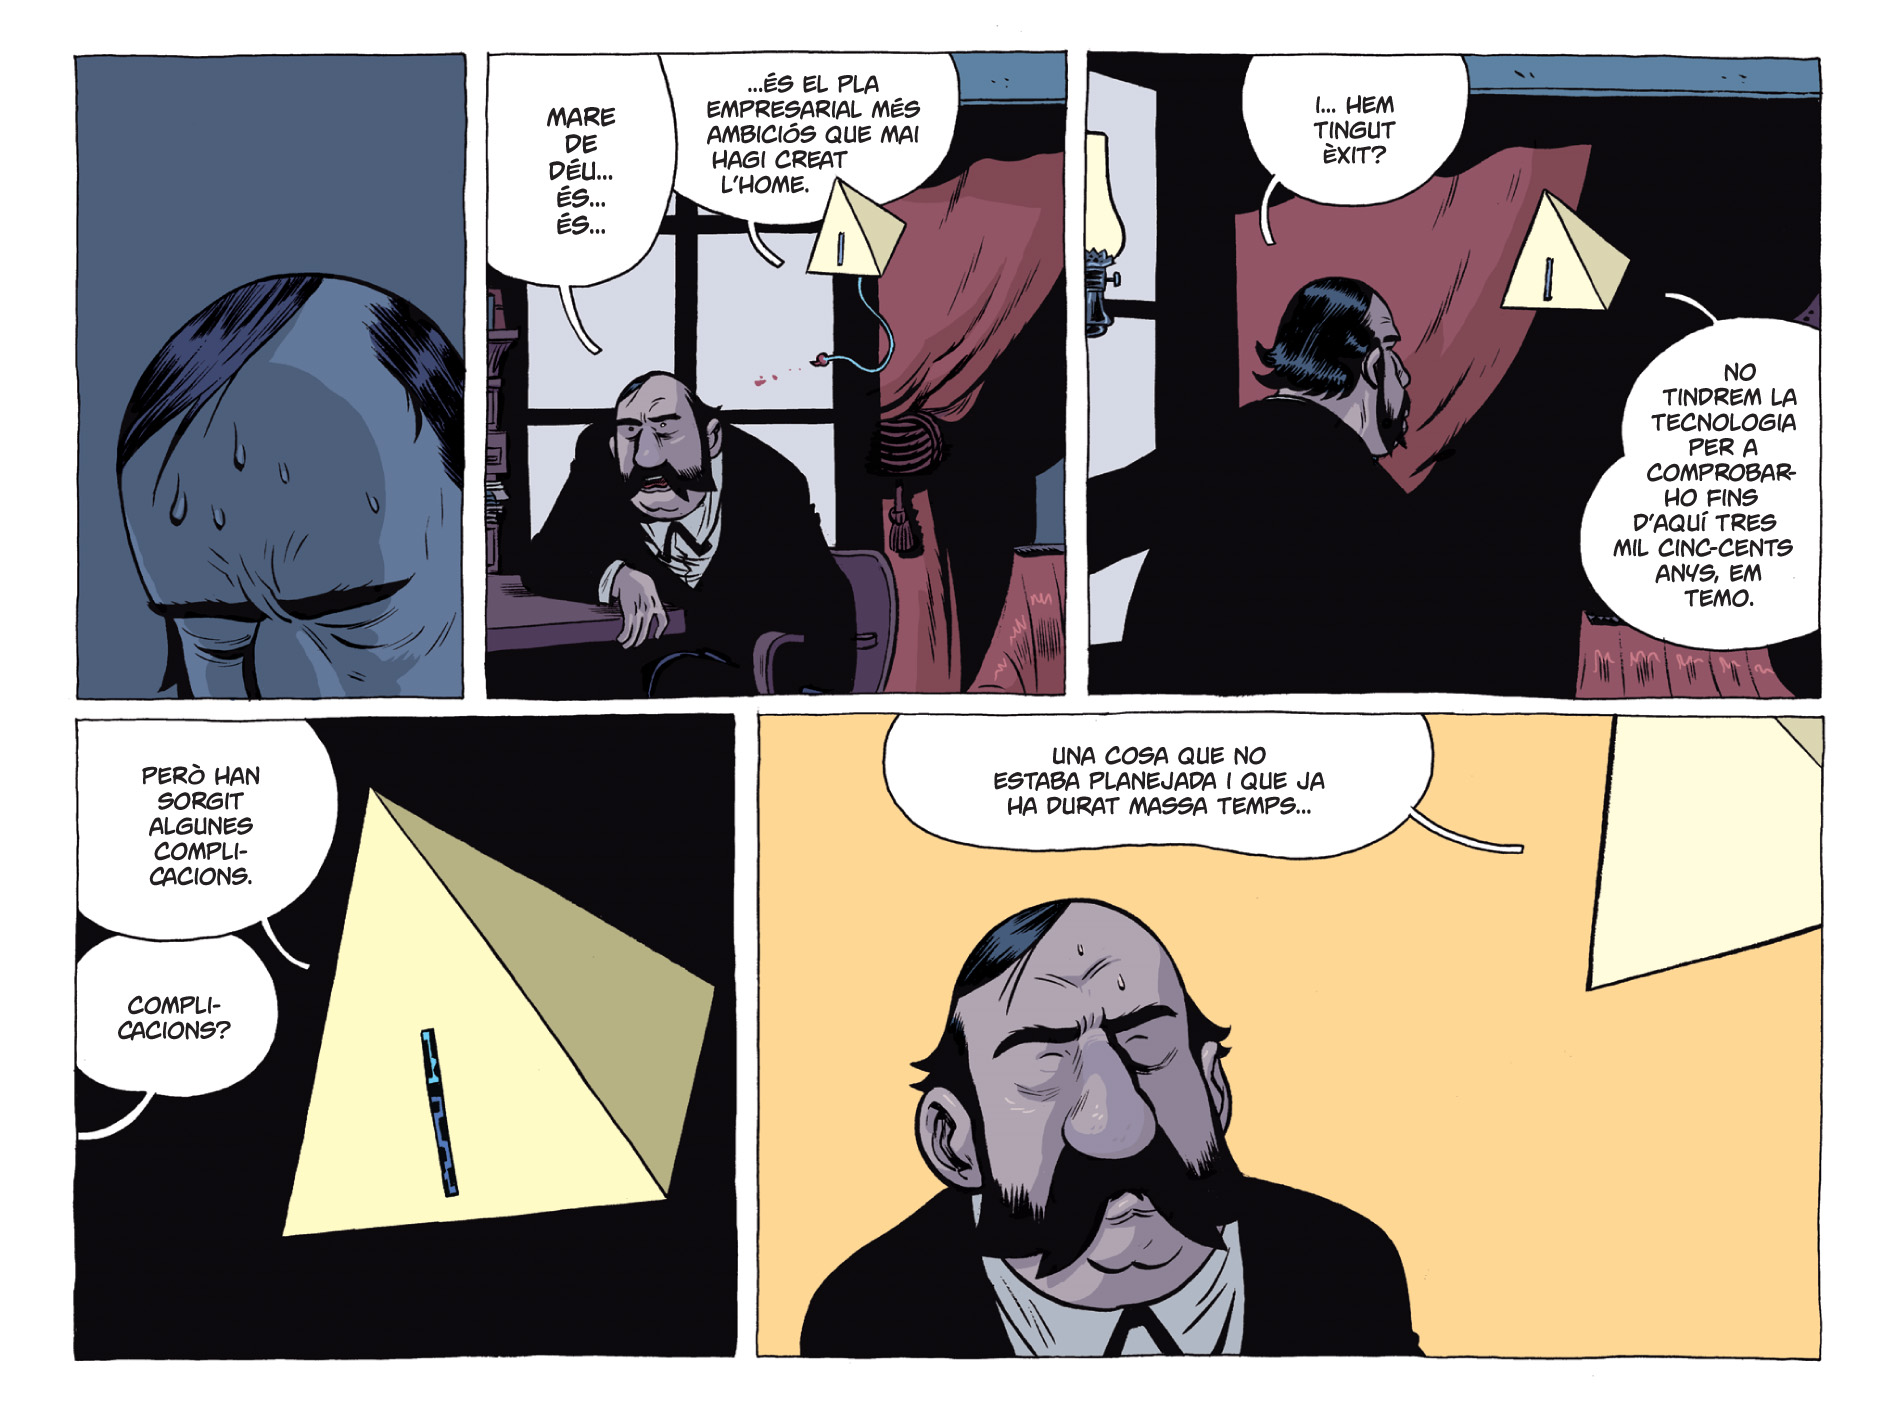 MARE
DE
DÉU...
ÉS...
ÉS...
...ÉS EL PLA
EMPRESARIAL MÉS
AMBICIÓS QUE MAI
HAGI CREAT
L'HOME.
I... HEM
TINGUT
ÈXIT?
NO
TINDREM LA
TECNOLOGIA
PER A
COMPROBAR-
HO FINS
D'AQUÍ TRES
MIL CINC-CENTS
ANYS, EM
TEMO.
PERÒ HAN
SORGIT
ALGUNES
COMPLI-
CACIONS.
COMPLI-
CACIONS?
UNA COSA QUE NO
ESTABA PLANEJADA I QUE JA
HA DURAT MASSA TEMPS...